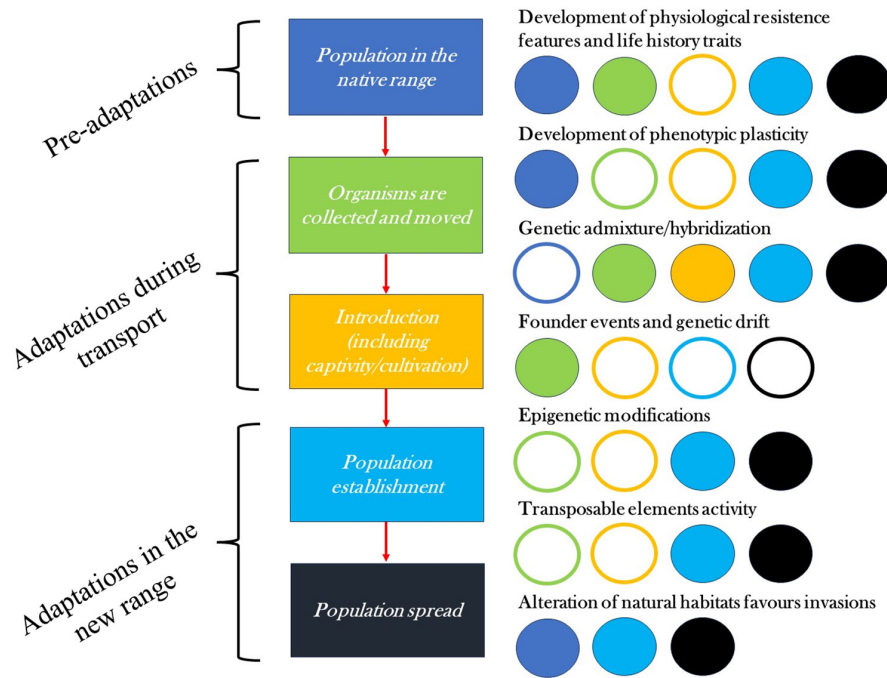 Pre-adaptations
Population in the
native range
Adaptations during
transport
Organisms are
collected and moved
Introduction
(including
captivity/cultivation)
Adaptations in the
new range
Population
establishment
Population spread
Development of physiological resistence
features and life history traits
Development of phenotypic plasticity
Genetic admixture/hybridization
Founder events and genetic drift
Epigenetic modifications
Transposable elements activity
Alteration of natural habitats favours invasions